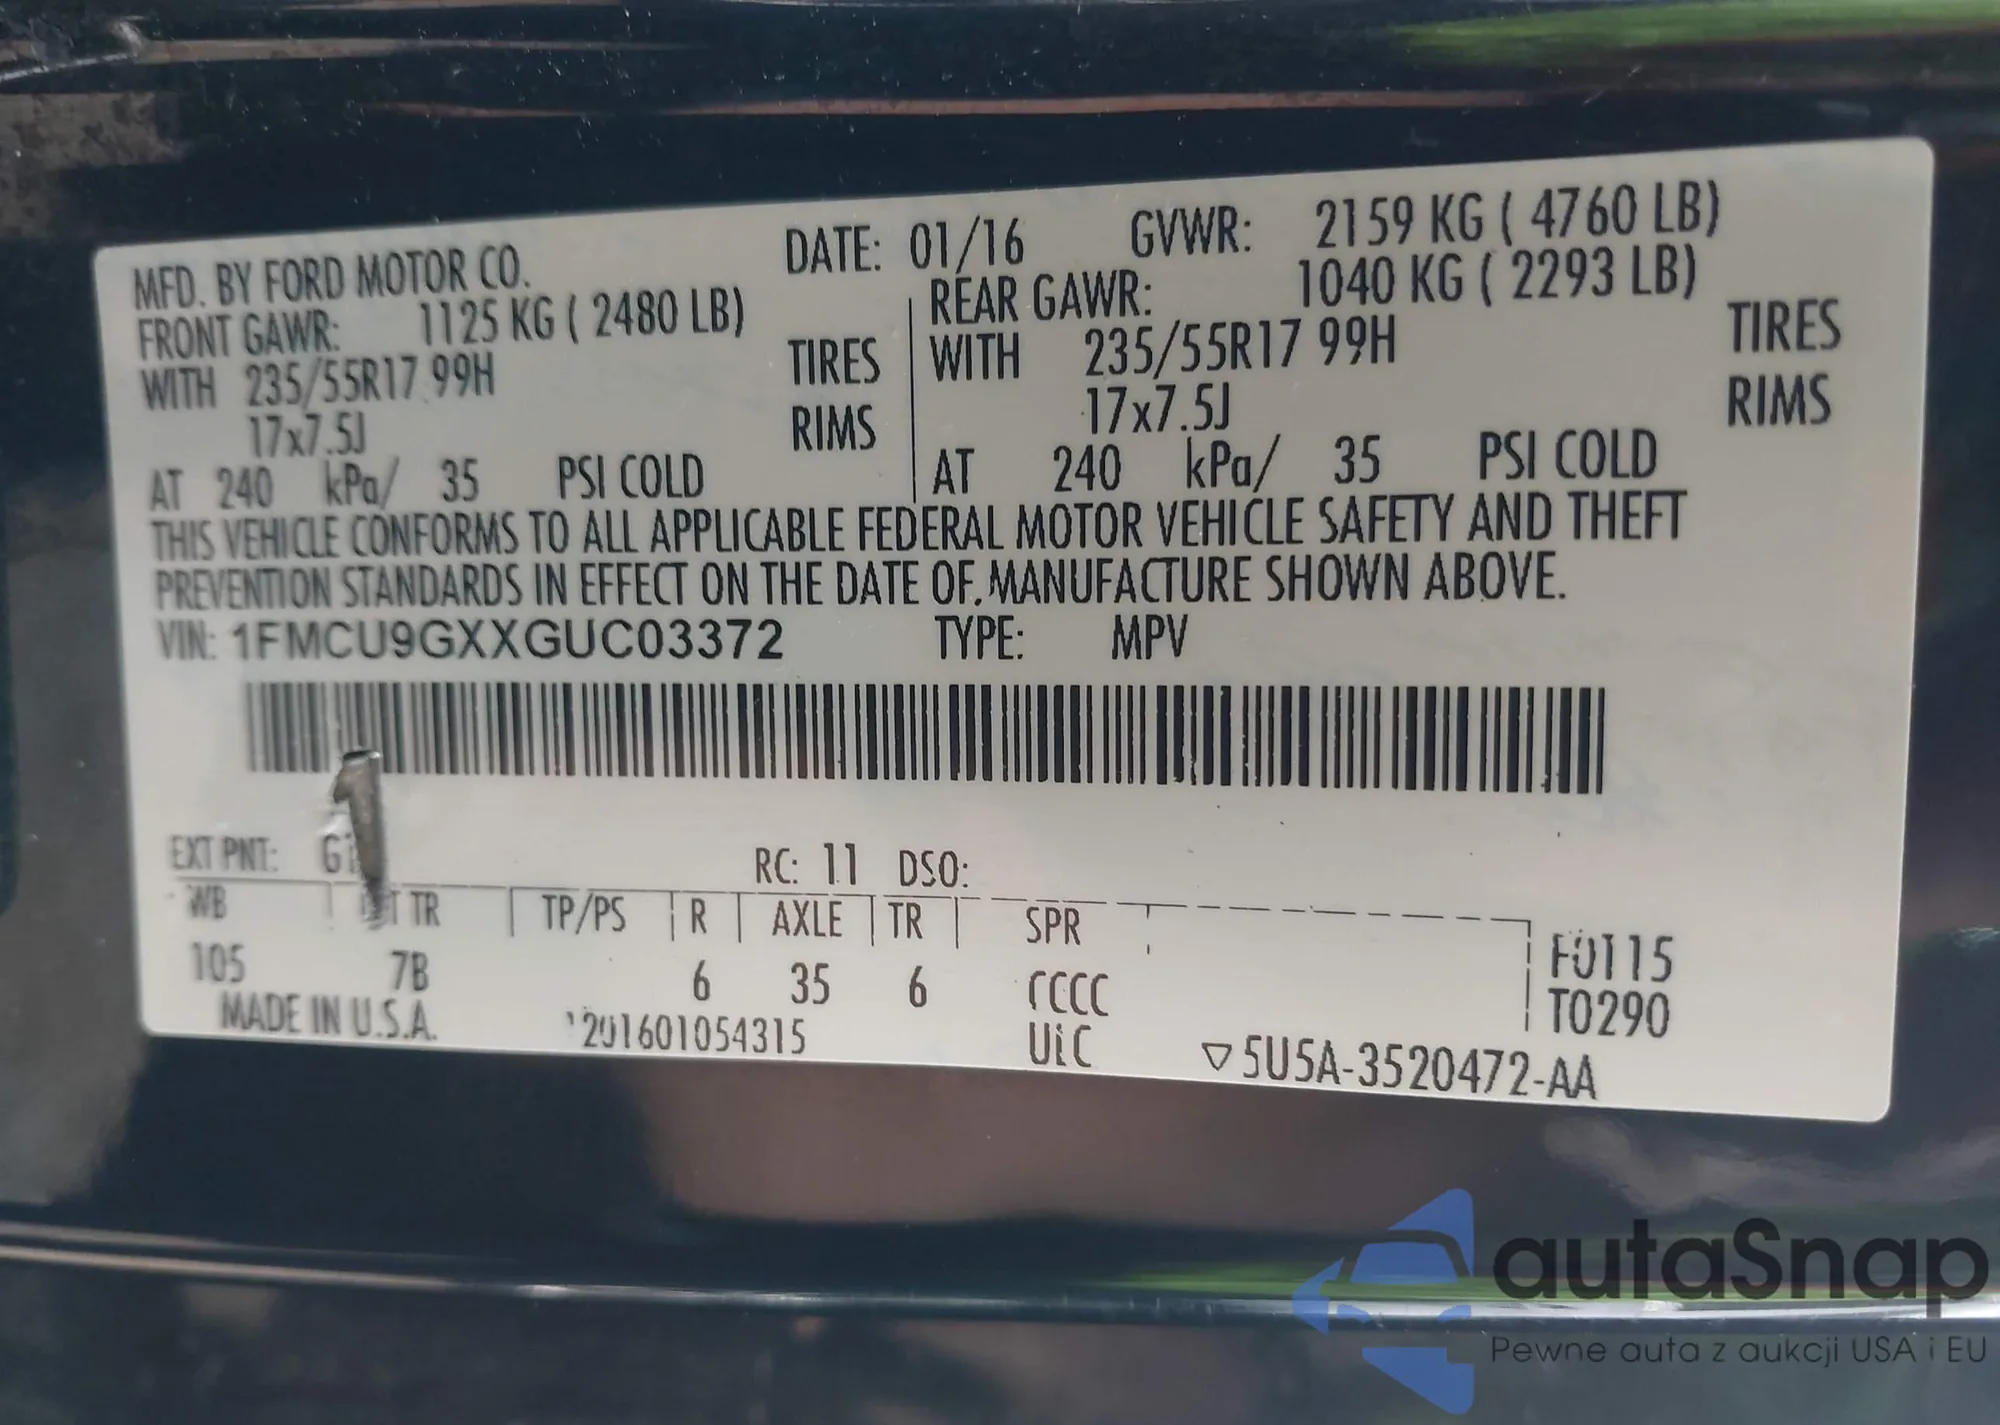 MFD. BY FORD MOTOR CO. DATE: 01/16 GVWR: 2159 KG ( 4760 LB)
FRONT GAWR: 1125 KG ( 2480 LB) REAR GAWR: 1040 KG ( 2293 LB)
WITH 235/55R17 99H TIRES WITH 235/55R17 99H TIRES
17x7.5J RIMS 17x7.5J RIMS
AT 240 kPa/ 35 PSI COLD AT 240 kPa/ 35 PSI COLD
THIS VEHICLE CONFORMS TO ALL APPLICABLE FEDERAL MOTOR VEHICLE SAFETY AND THEFT
PREVENTION STANDARDS IN EFFECT ON THE DATE OF MANUFACTURE SHOWN ABOVE.
VIN: 1FMCU9GXXGUC03372 TYPE: MPV
EXT PNT: RC: 11 DSO:
WB TR TP/PS R AXLE TR SPR
105 7B 6 35 6 F0115
MADE IN U.S.A. 201601054315 T0290
5U5A-3520472-AA
autaSnap
Pewne auta z aukcji USA i EU